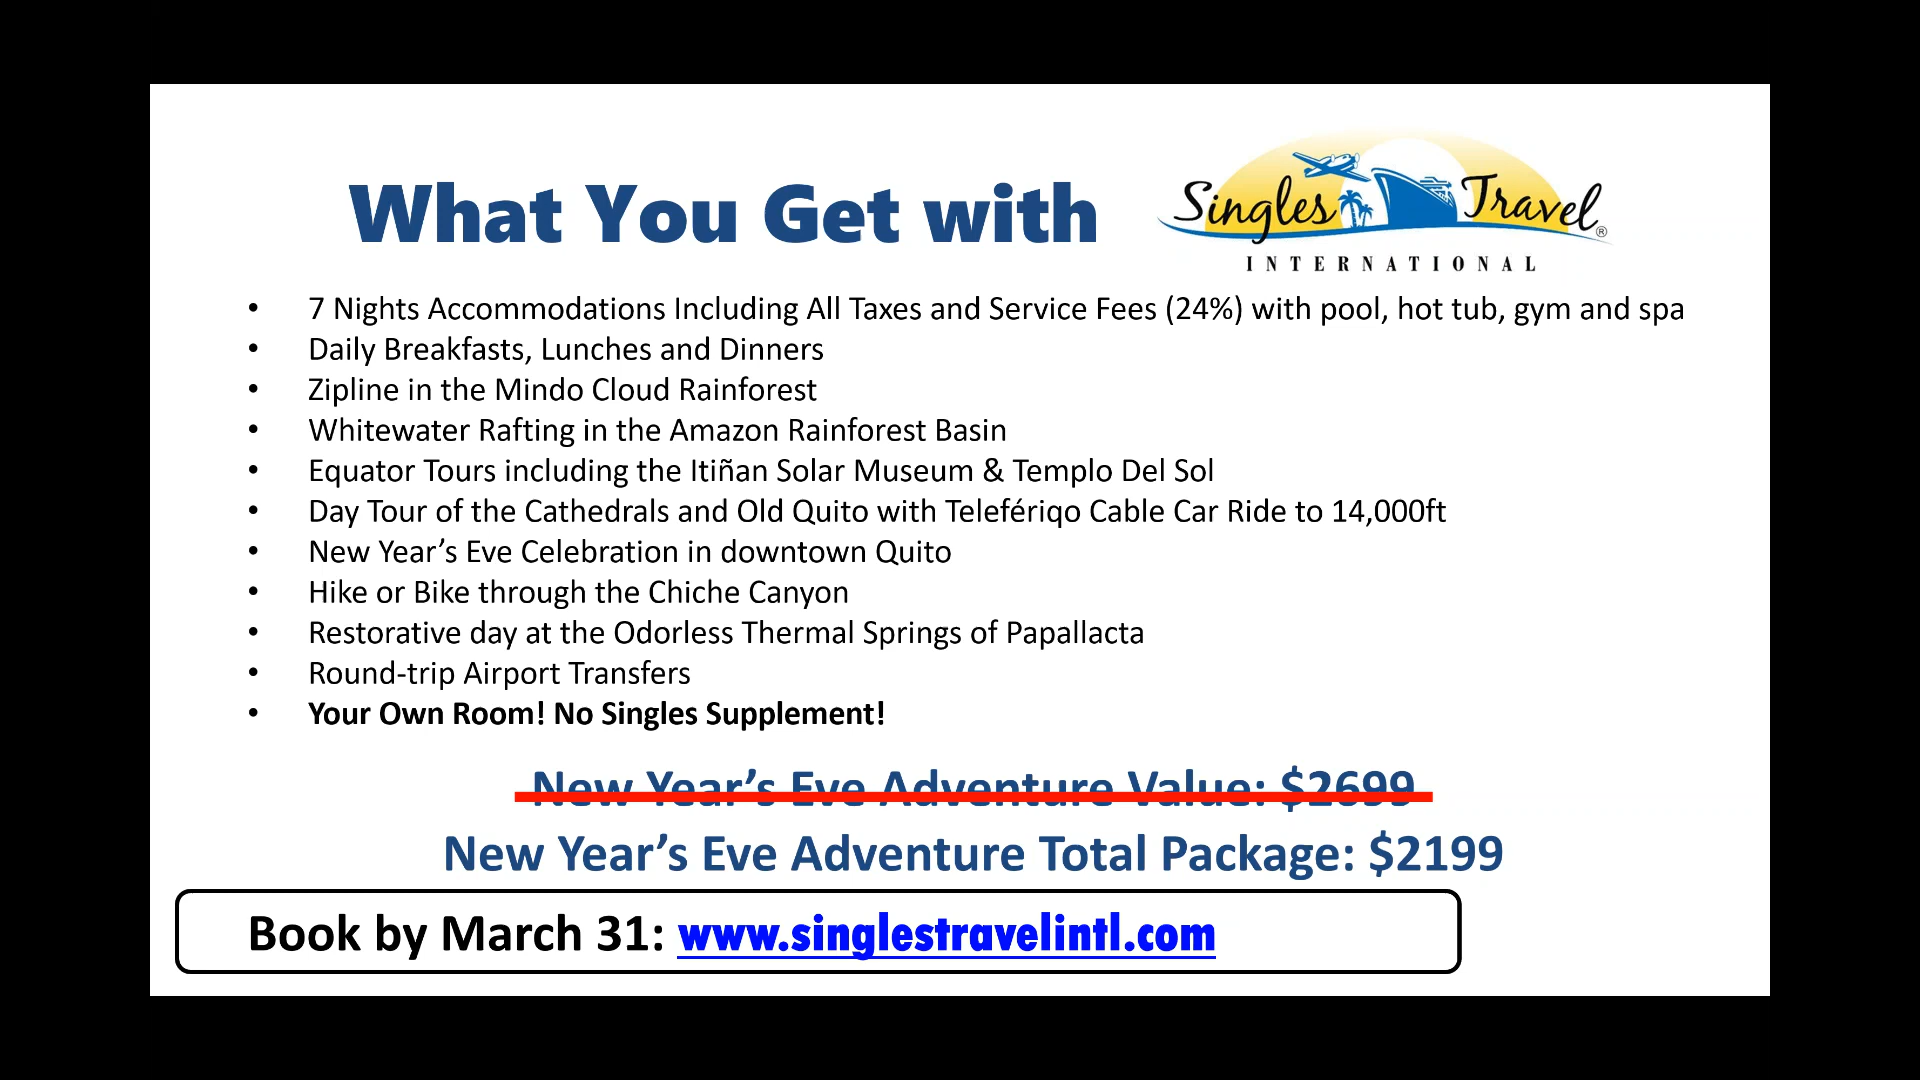 What You Get with
Singles Travel®
INTERNATIONAL
• 7 Nights Accommodations Including All Taxes and Service Fees (24%) with pool, hot tub, gym and spa
• Daily Breakfasts, Lunches and Dinners
• Zipline in the Mindo Cloud Rainforest
• Whitewater Rafting in the Amazon Rainforest Basin
• Equator Tours including the Itiñan Solar Museum & Templo Del Sol
• Day Tour of the Cathedrals and Old Quito with Telefériqo Cable Car Ride to 14,000ft
• New Year’s Eve Celebration in downtown Quito
• Hike or Bike through the Chiche Canyon
• Restorative day at the Odorless Thermal Springs of Papallacta
• Round-trip Airport Transfers
• Your Own Room! No Singles Supplement!
New Year’s Eve Adventure Value: $2699
New Year’s Eve Adventure Total Package: $2199
Book by March 31: www.singlestravelintl.com